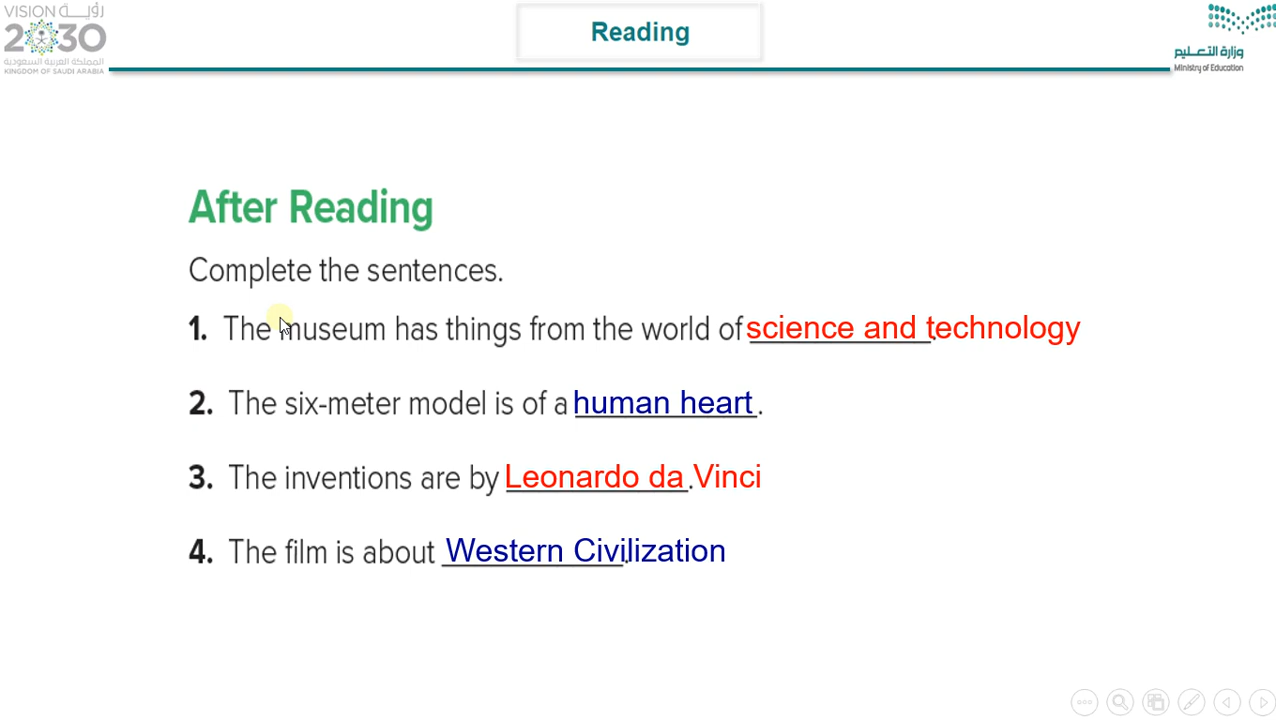 VISION رؤيـــة
2030
المملكة العربية السعودية
KINGDOM OF SAUDI ARABIA
Reading
وزارة التعليم
Ministry of Education
After Reading
Complete the sentences.
1. The museum has things from the world of science and technology.
2. The six-meter model is of a human heart.
3. The inventions are by Leonardo da Vinci.
4. The film is about Western Civilization.